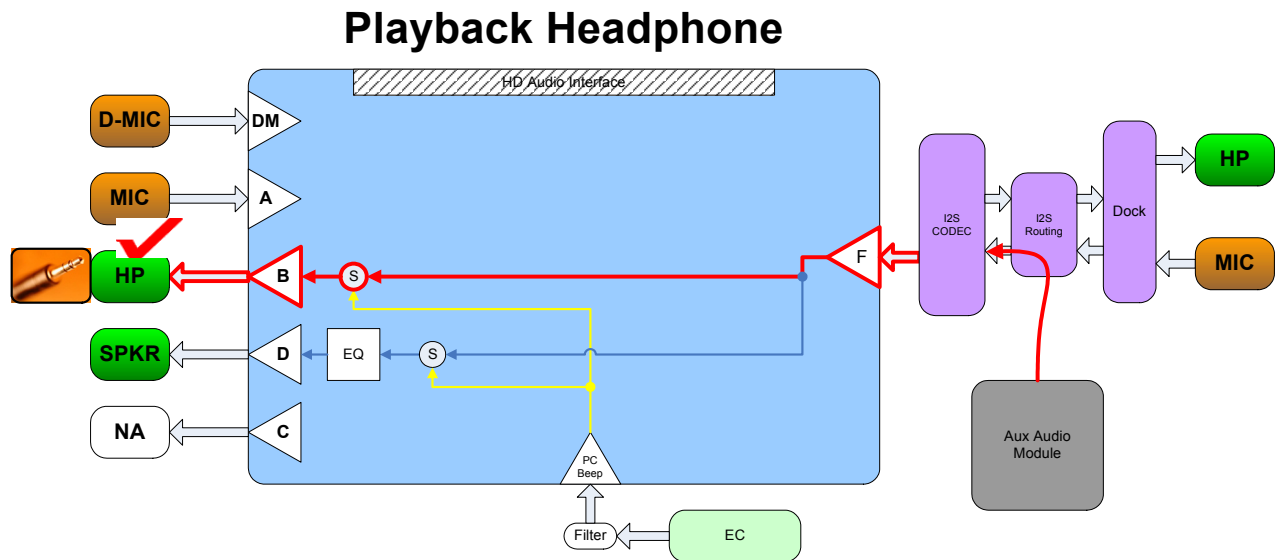 Playback Headphone
HD Audio Interface
D-MIC
DM
MIC
A
HP
B
S
F
I2S
CODEC
I2S
Routing
Dock
HP
MIC
SPKR
D
EQ
S
NA
C
PC
Beep
Aux Audio
Module
Filter
EC